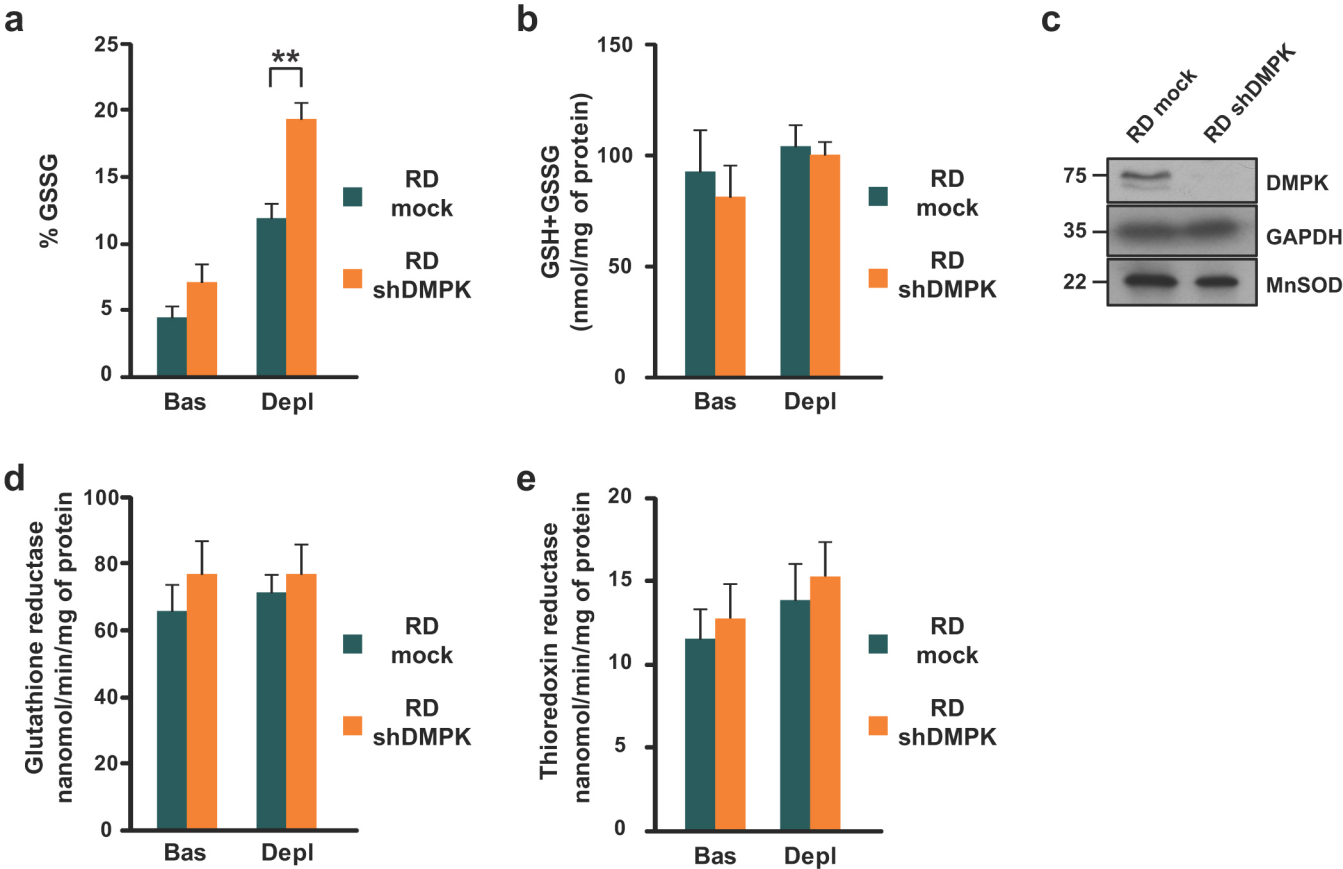 a
25
20
15
10
5
0
% GSSG
**
Bas
Depl
RD
mock
RD
shDMPK
b
150
100
50
0
GSH+GSSG
(nmol/mg of protein)
Bas
Depl
RD
mock
RD
shDMPK
c
RD mock
RD shDMPK
75
DMPK
35
GAPDH
22
MnSOD
d
100
80
60
40
20
0
Glutathione reductase
nanomol/min/mg of protein
Bas
Depl
RD
mock
RD
shDMPK
e
20
15
10
5
0
Thioredoxin reductase
nanomol/min/mg of protein
Bas
Depl
RD
mock
RD
shDMPK